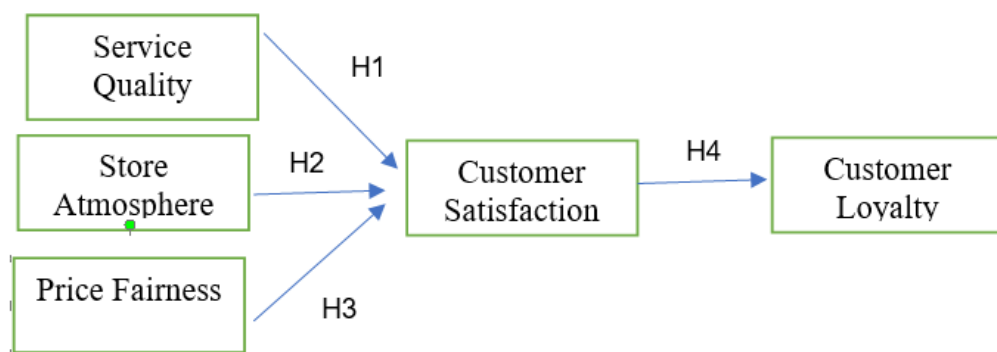 Service
Quality
H1
Store
Atmosphere
H2
Price Fairness
H3
Customer
Satisfaction
H4
Customer
Loyalty